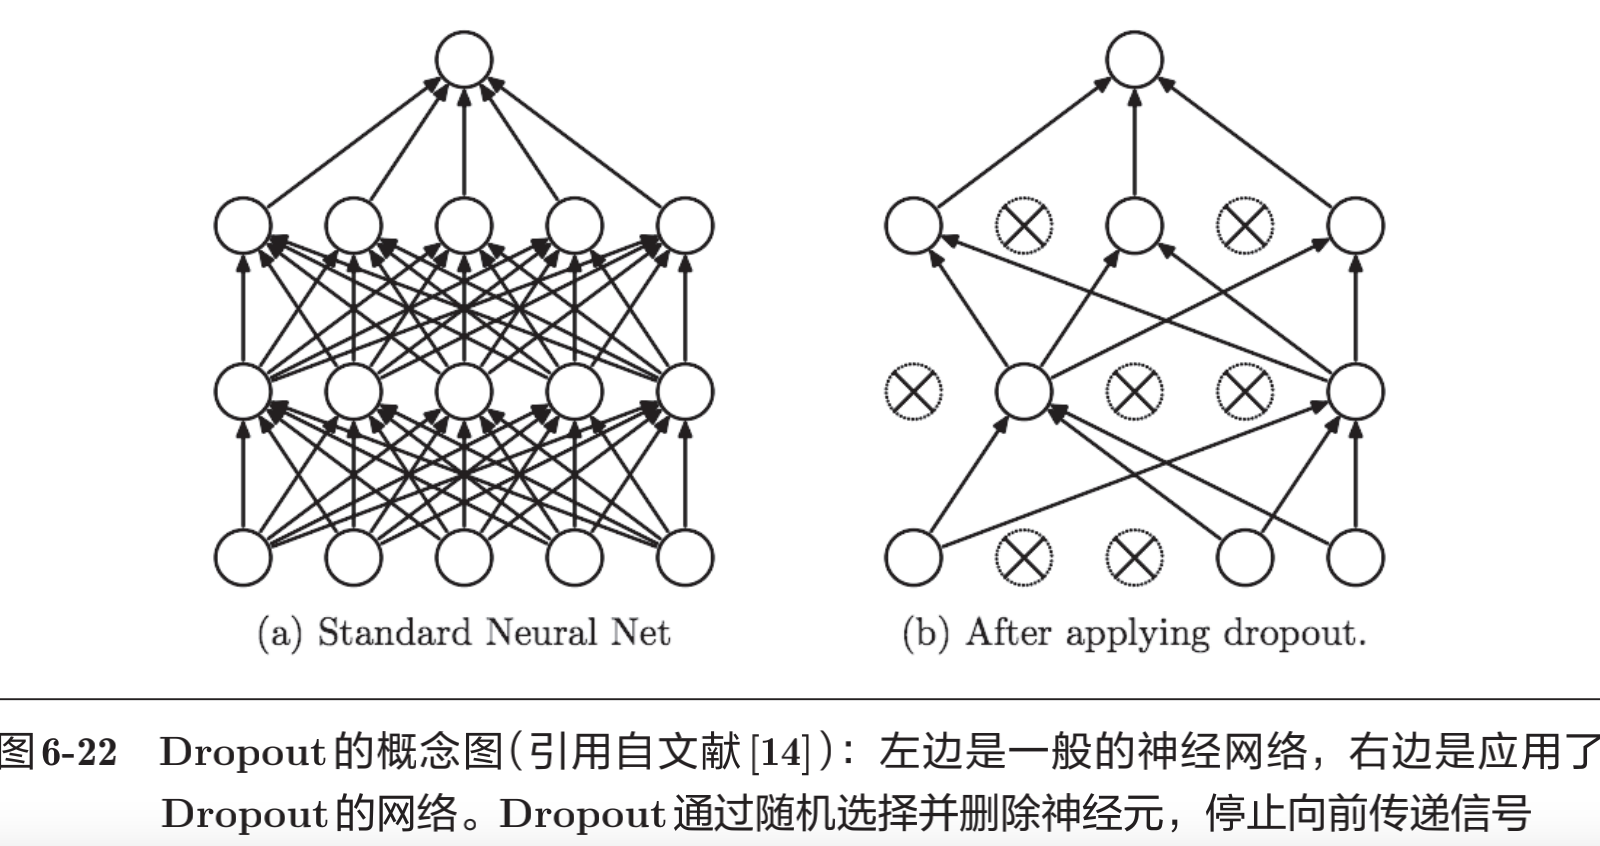 (a) Standard Neural Net
(b) After applying dropout.
图6-22 Dropout的概念图(引用自文献[14])：左边是一般的神经网络，右边是应用了
Dropout的网络。Dropout通过随机选择并删除神经元，停止向前传递信号